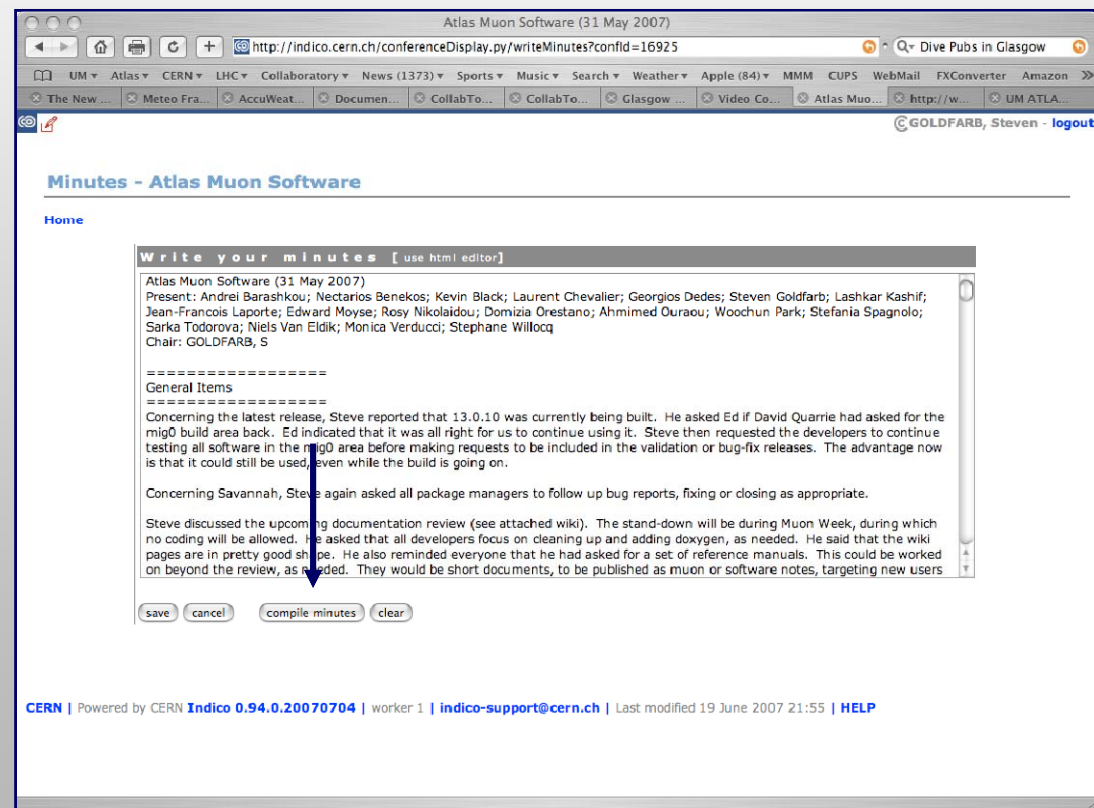 Atlas Muon Software (31 May 2007)
http://indico.cern.ch/conferenceDisplay.py/writeMinutes?confId=16925
Dive Pubs in Glasgow
UM Atlas CERN LHC Collaboratory News (1373) Sports Music Search Weather Apple (84) MMM CUPS WebMail FXConverter Amazon
The New ... Meteo Fra... AccuWeat... Documen... CollabTo... CollabTo... Glasgow ... Video Co... Atlas Muo... http://w... UM ATLA...
GOLDFARB, Steven - logout
Minutes - Atlas Muon Software
Home
Write your minutes [use html editor]
Atlas Muon Software (31 May 2007)
Present: Andrei Barashkou; Nectarios Benekos; Kevin Black; Laurent Chevalier; Georgios Dedes; Steven Goldfarb; Lashkar Kashif;
Jean-Francois Laporte; Edward Moyse; Rosy Nikolaidou; Domizia Orestano; Ahmimed Ouraou; Woochun Park; Stefania Spagnolo;
Sarka Todorova; Niels Van Eldik; Monica Verducci; Stephane Willocq
Chair: GOLDFARB, S
==================
General Items
==================
Concerning the latest release, Steve reported that 13.0.10 was currently being built. He asked Ed if David Quarrie had asked for the
mig0 build area back. Ed indicated that it was all right for us to continue using it. Steve then requested the developers to continue
testing all software in the mig0 area before making requests to be included in the validation or bug-fix releases. The advantage now
is that it could still be used, even while the build is going on.
Concerning Savannah, Steve again asked all package managers to follow up bug reports, fixing or closing as appropriate.
Steve discussed the upcoming documentation review (see attached wiki). The stand-down will be during Muon Week, during which
no coding will be allowed. He asked that all developers focus on cleaning up and adding doxygen, as needed. He said that the wiki
pages are in pretty good shape. He also reminded everyone that he had asked for a set of reference manuals. This could be worked
on beyond the review, as needed. They would be short documents, to be published as muon or software notes, targeting new users
save cancel compile minutes clear
CERN | Powered by CERN Indico 0.94.0.20070704 | worker 1 | indico-support@cern.ch | Last modified 19 June 2007 21:55 | HELP